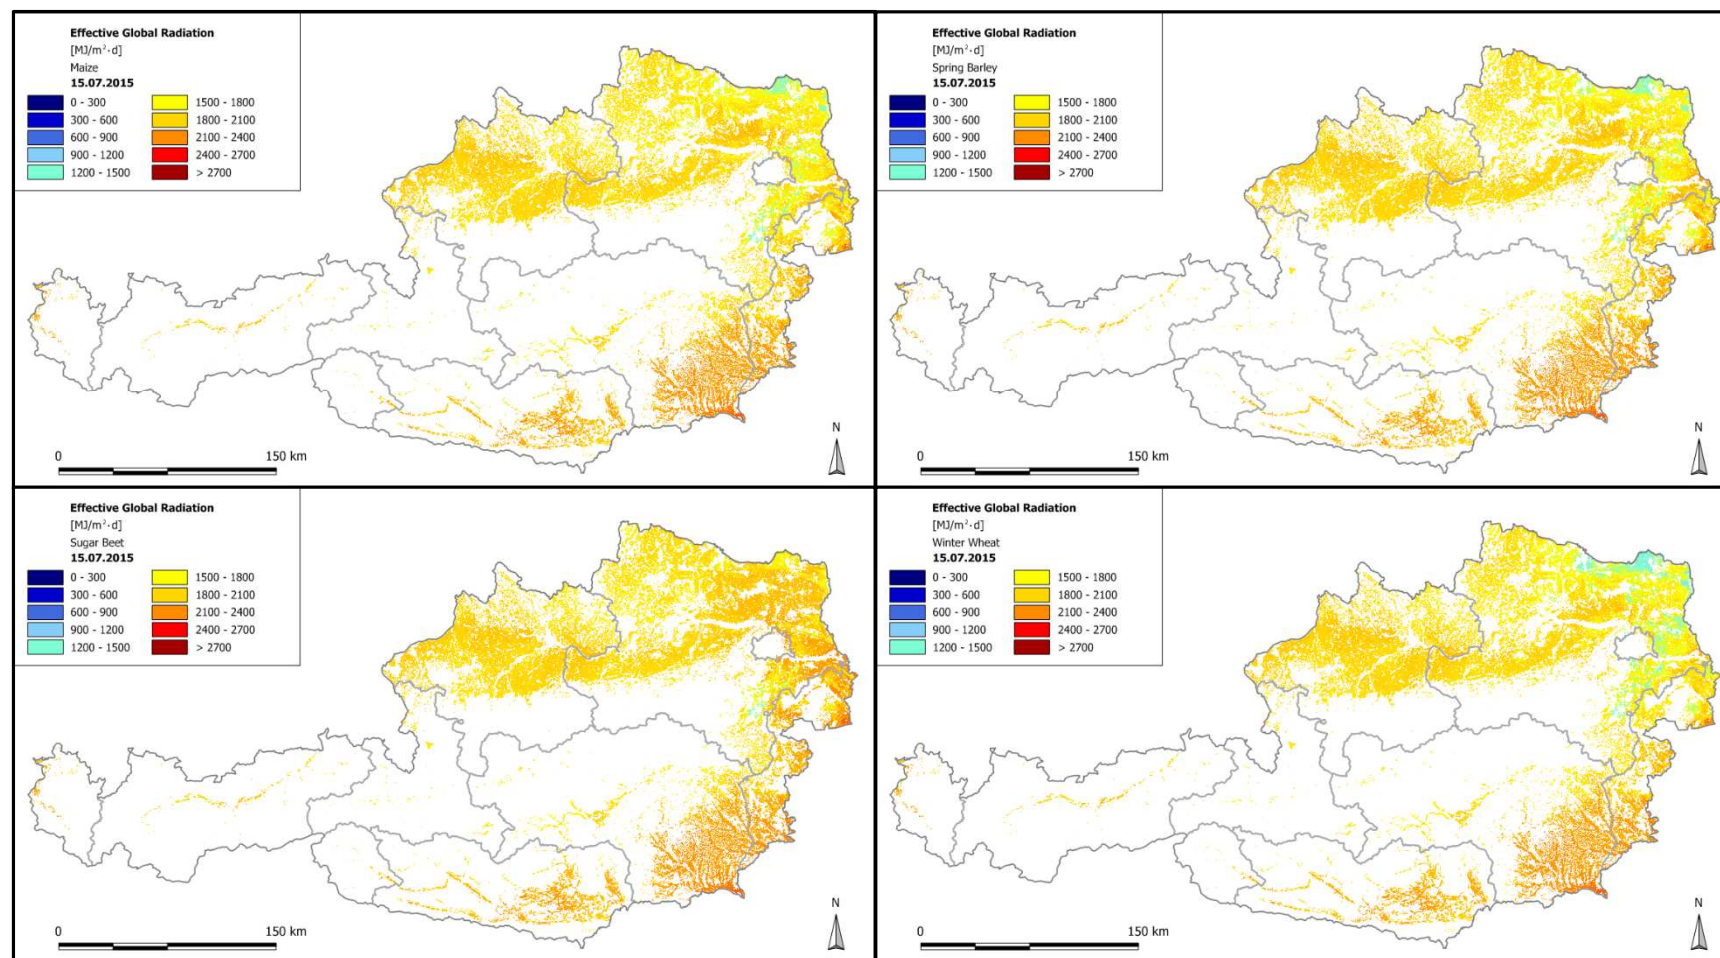 Effective Global Radiation
[MJ/m²·d]
Maize
15.07.2015
0 - 300 1500 - 1800
300 - 600 1800 - 2100
600 - 900 2100 - 2400
900 - 1200 2400 - 2700
1200 - 1500 > 2700
N
0 150 km
Effective Global Radiation
[MJ/m²·d]
Spring Barley
15.07.2015
0 - 300 1500 - 1800
300 - 600 1800 - 2100
600 - 900 2100 - 2400
900 - 1200 2400 - 2700
1200 - 1500 > 2700
N
0 150 km
Effective Global Radiation
[MJ/m²·d]
Sugar Beet
15.07.2015
0 - 300 1500 - 1800
300 - 600 1800 - 2100
600 - 900 2100 - 2400
900 - 1200 2400 - 2700
1200 - 1500 > 2700
N
0 150 km
Effective Global Radiation
[MJ/m²·d]
Winter Wheat
15.07.2015
0 - 300 1500 - 1800
300 - 600 1800 - 2100
600 - 900 2100 - 2400
900 - 1200 2400 - 2700
1200 - 1500 > 2700
N
0 150 km